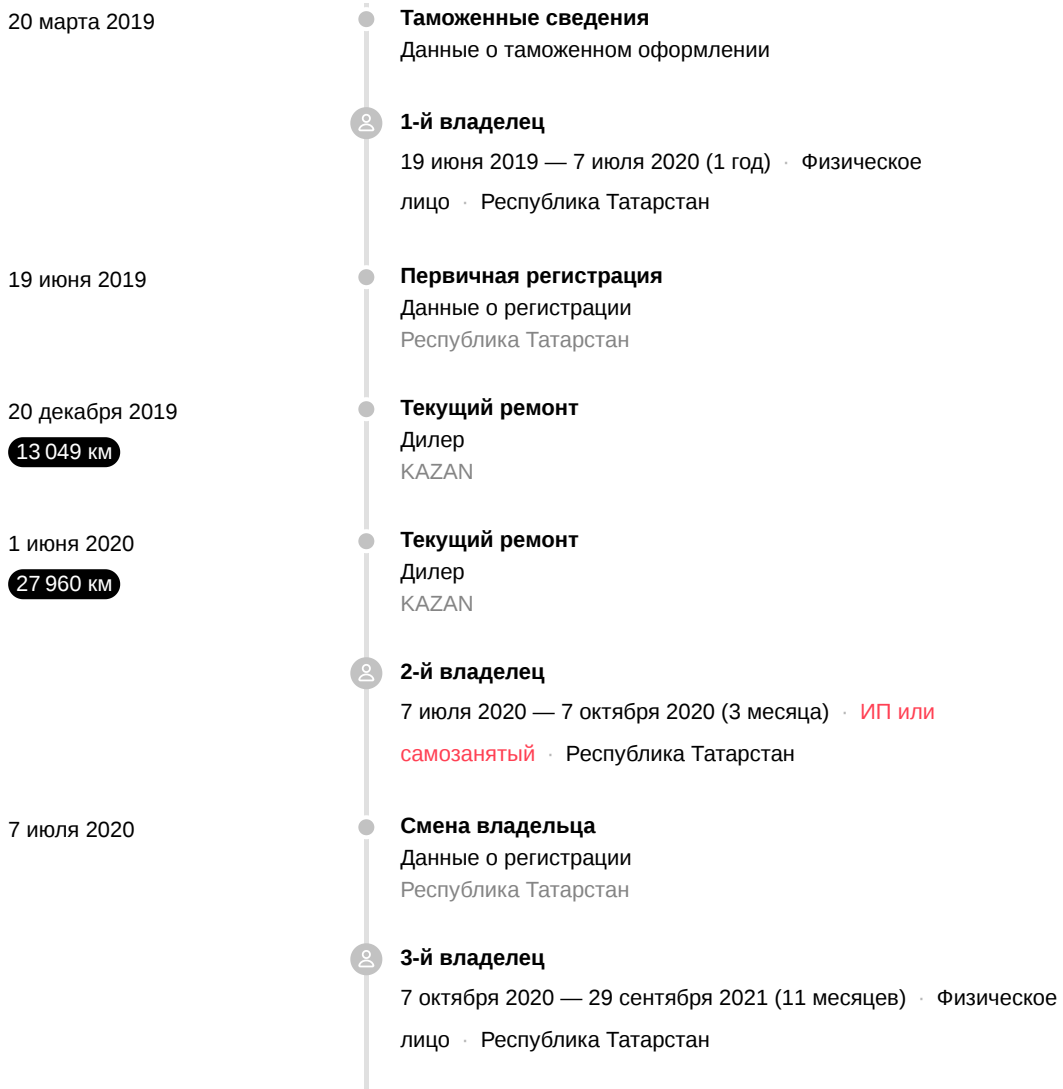 20 марта 2019
Таможенные сведения
Данные о таможенном оформлении
1-й владелец
19 июня 2019 — 7 июля 2020 (1 год) · Физическое
лицо · Республика Татарстан
19 июня 2019
Первичная регистрация
Данные о регистрации
Республика Татарстан
20 декабря 2019
13 049 км
Текущий ремонт
Дилер
KAZAN
1 июня 2020
27 960 км
Текущий ремонт
Дилер
KAZAN
2-й владелец
7 июля 2020 — 7 октября 2020 (3 месяца) · ИП или
самозанятый · Республика Татарстан
7 июля 2020
Смена владельца
Данные о регистрации
Республика Татарстан
3-й владелец
7 октября 2020 — 29 сентября 2021 (11 месяцев) · Физическое
лицо · Республика Татарстан